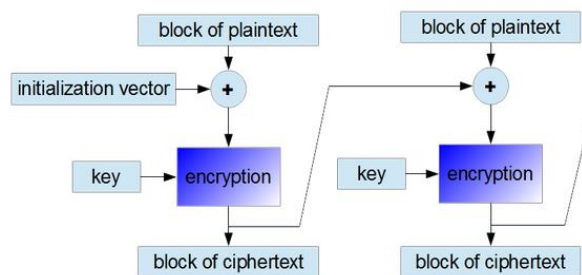 block of plaintext
block of plaintext
initialization vector
+
+
key
encryption
key
encryption
block of ciphertext
block of ciphertext